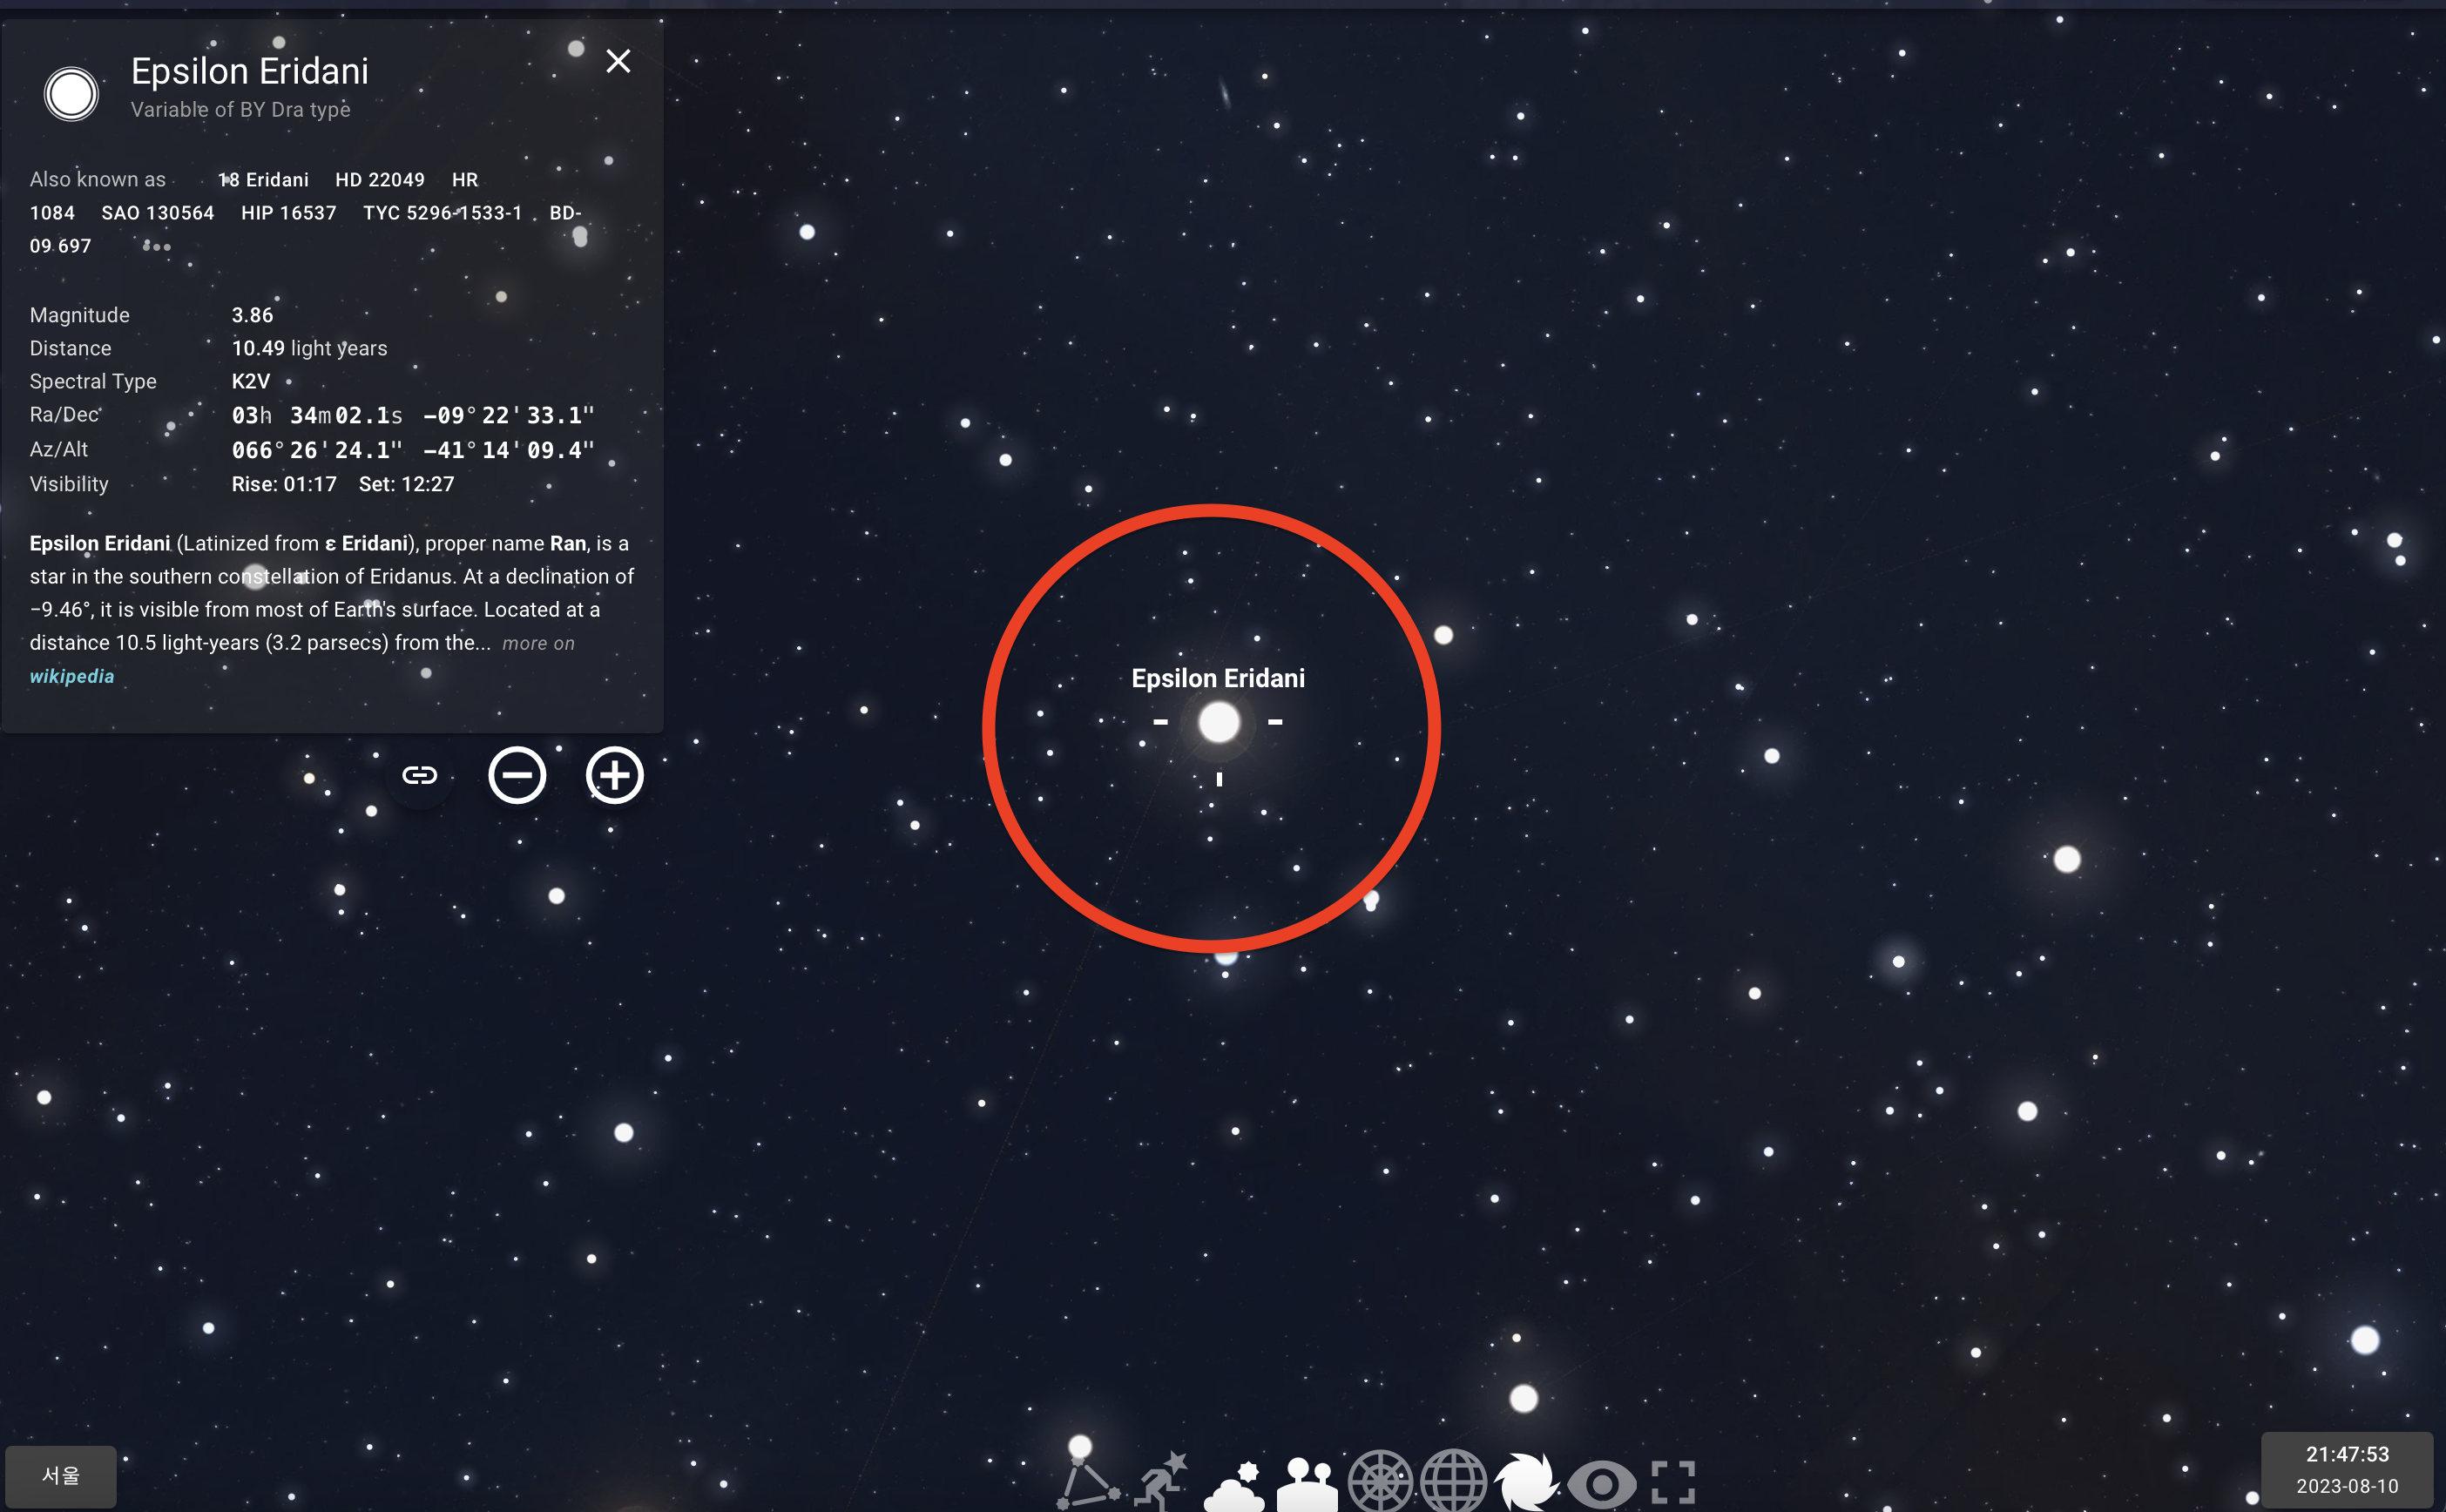 Epsilon Eridani
Variable of BY Dra type
Also known as 18 Eridani HD 22049 HR
1084 SAO 130564 HIP 16537 TYC 5296-1533-1 BD-
09 697
Magnitude 3.86
Distance 10.49 light years
Spectral Type K2V
Ra/Dec 03h 34m 02.1s −09° 22' 33.1"
Az/Alt 066° 26' 24.1" −41° 14' 09.4"
Visibility Rise: 01:17 Set: 12:27
Epsilon Eridani (Latinized from ε Eridani), proper name Ran, is a
star in the southern constellation of Eridanus. At a declination of
−9.46°, it is visible from most of Earth's surface. Located at a
distance 10.5 light-years (3.2 parsecs) from the... more on
wikipedia
Epsilon Eridani
서울
21:47:53
2023-08-10